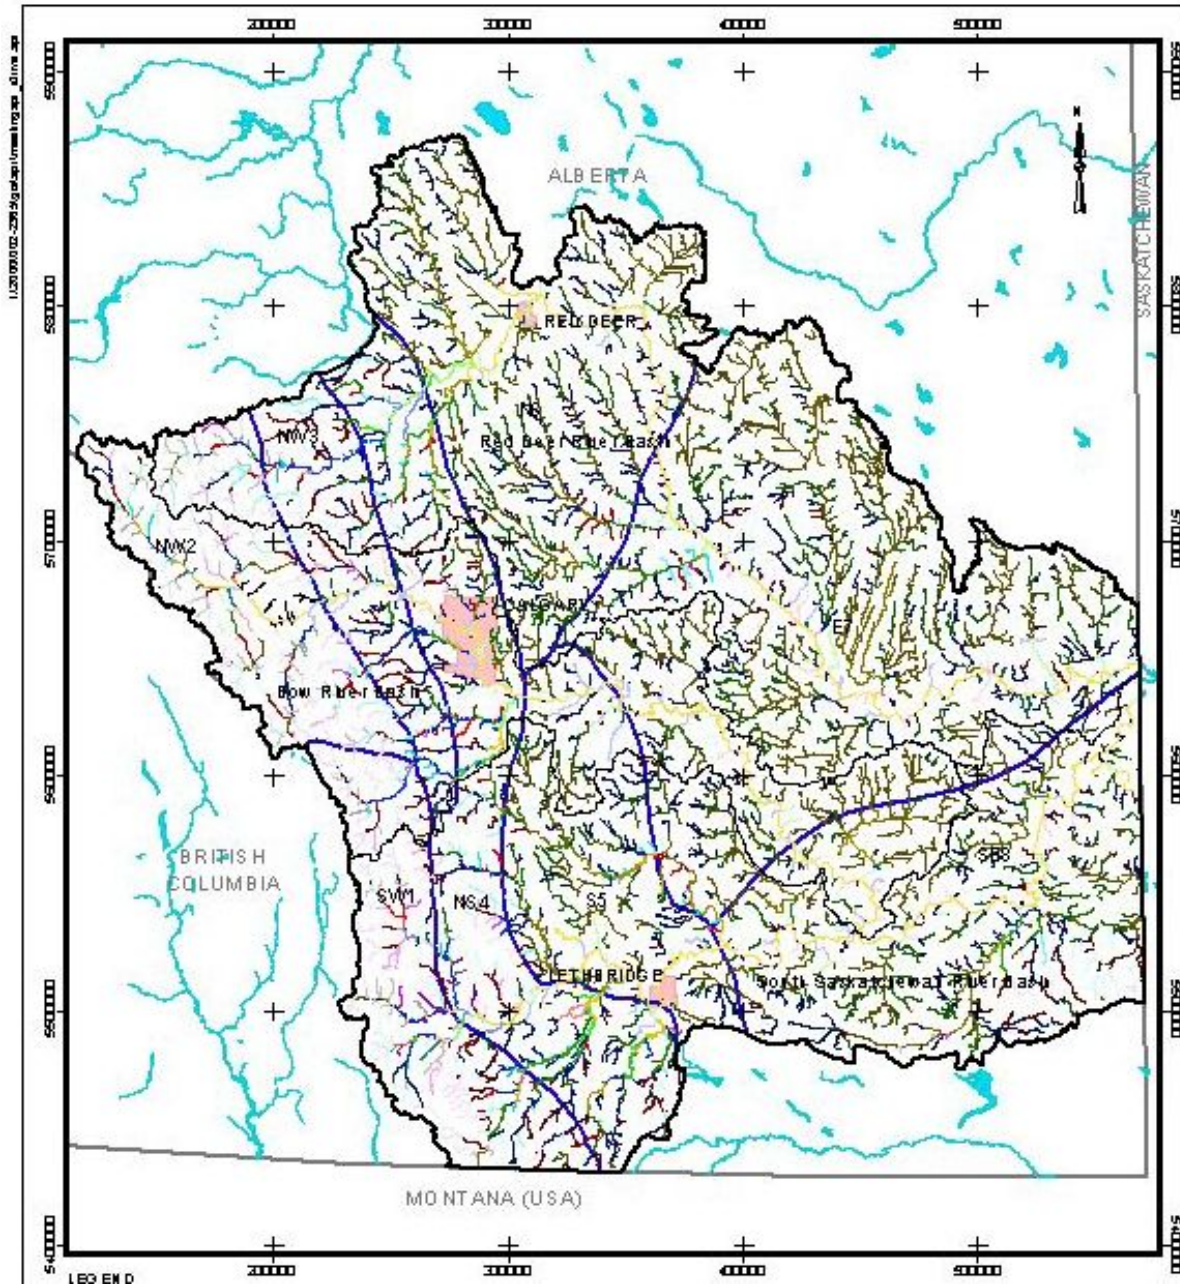 200000 300000 400000 500000
N
ALBERTA
SASKATCHEWAN
RED DEER
NW3
Red Deer River Basin
NW2
CALGARY
E7
Bow River Basin
BRITISH
COLUMBIA
SW1
NS4
S5
SE8
LETHBRIDGE
South Saskatchewan River Basin
MONTANA (USA)
200000 300000 400000 500000
LEGEND